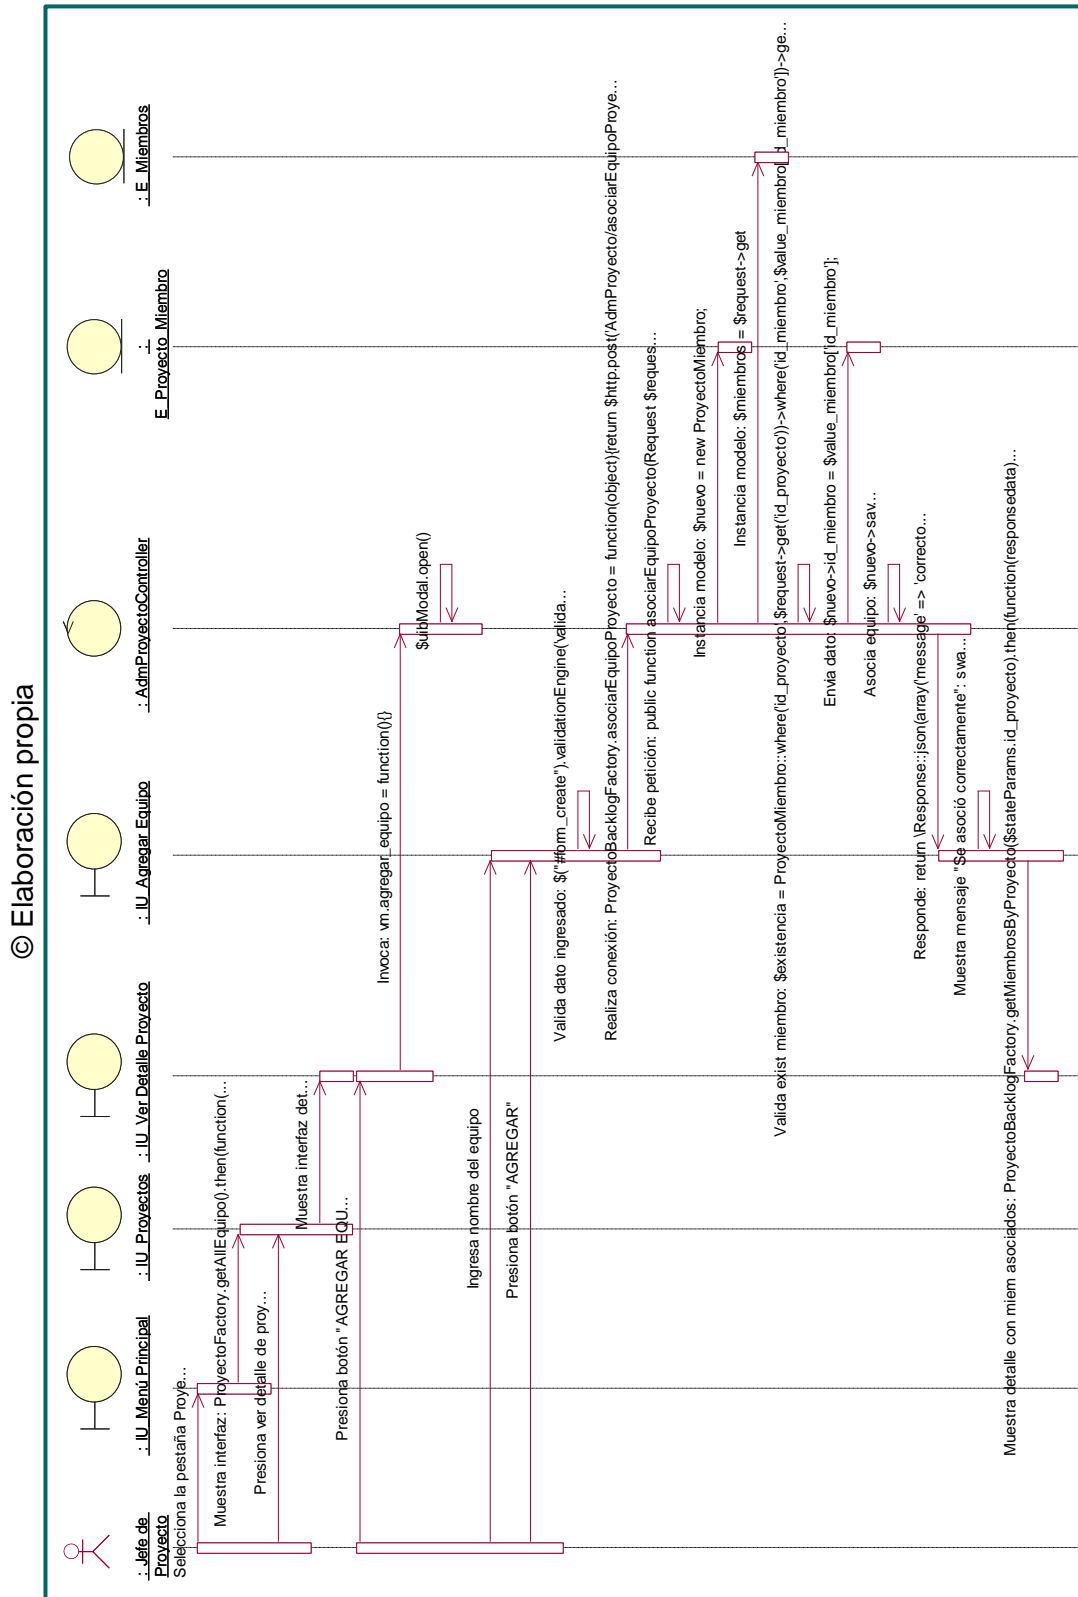 : Jefe de
Proyecto
: IU_Menú Principal
: IU_Proyectos
: IU_Ver Detalle Proyecto
: IU_Agregar Equipo
: AdmProyectoController
:
E_Proyecto_Miembro
: E_Miembros
Selecciona la pestaña Proye...
Muestra interfaz: ProyectoFactory.getAllEquipo().then(function(...
Presiona ver detalle de proy...
Muestra interfaz det...
Presiona botón "AGREGAR EQU...
Invoca: vm.agregar_equipo = function(){}
$uibModal.open()
Ingresa nombre del equipo
Presiona botón "AGREGAR"
Valida dato ingresado: $("#form_create").validationEngine('valida...
Realiza conexión: ProyectoBacklogFactory.asociarEquipoProyecto = function(object){return $http.post('AdmProyecto/asociarEquipoProye...
Recibe petición: public function asociarEquipoProyecto(Request $reques...
Instancia modelo: $nuevo = new ProyectoMiembro;
Instancia modelo: $miembros = $request->get
Valida exist miembro: $existencia = ProyectoMiembro::where('id_proyecto',$request->get('id_proyecto'))->where('id_miembro',$value_miembro['id_miembro'])->ge...
Envia dato: $nuevo->id_miembro = $value_miembro['id_miembro'];
Asocia equipo: $nuevo->sav...
Responde: return \Response::json(array('message' => 'correcto...
Muestra mensaje "Se asoció correctamente": swa...
Muestra detalle con miem asociados: ProyectoBacklogFactory.getMiembrosByProyecto($stateParams.id_proyecto).then(function(responsedata)...
© Elaboración propia